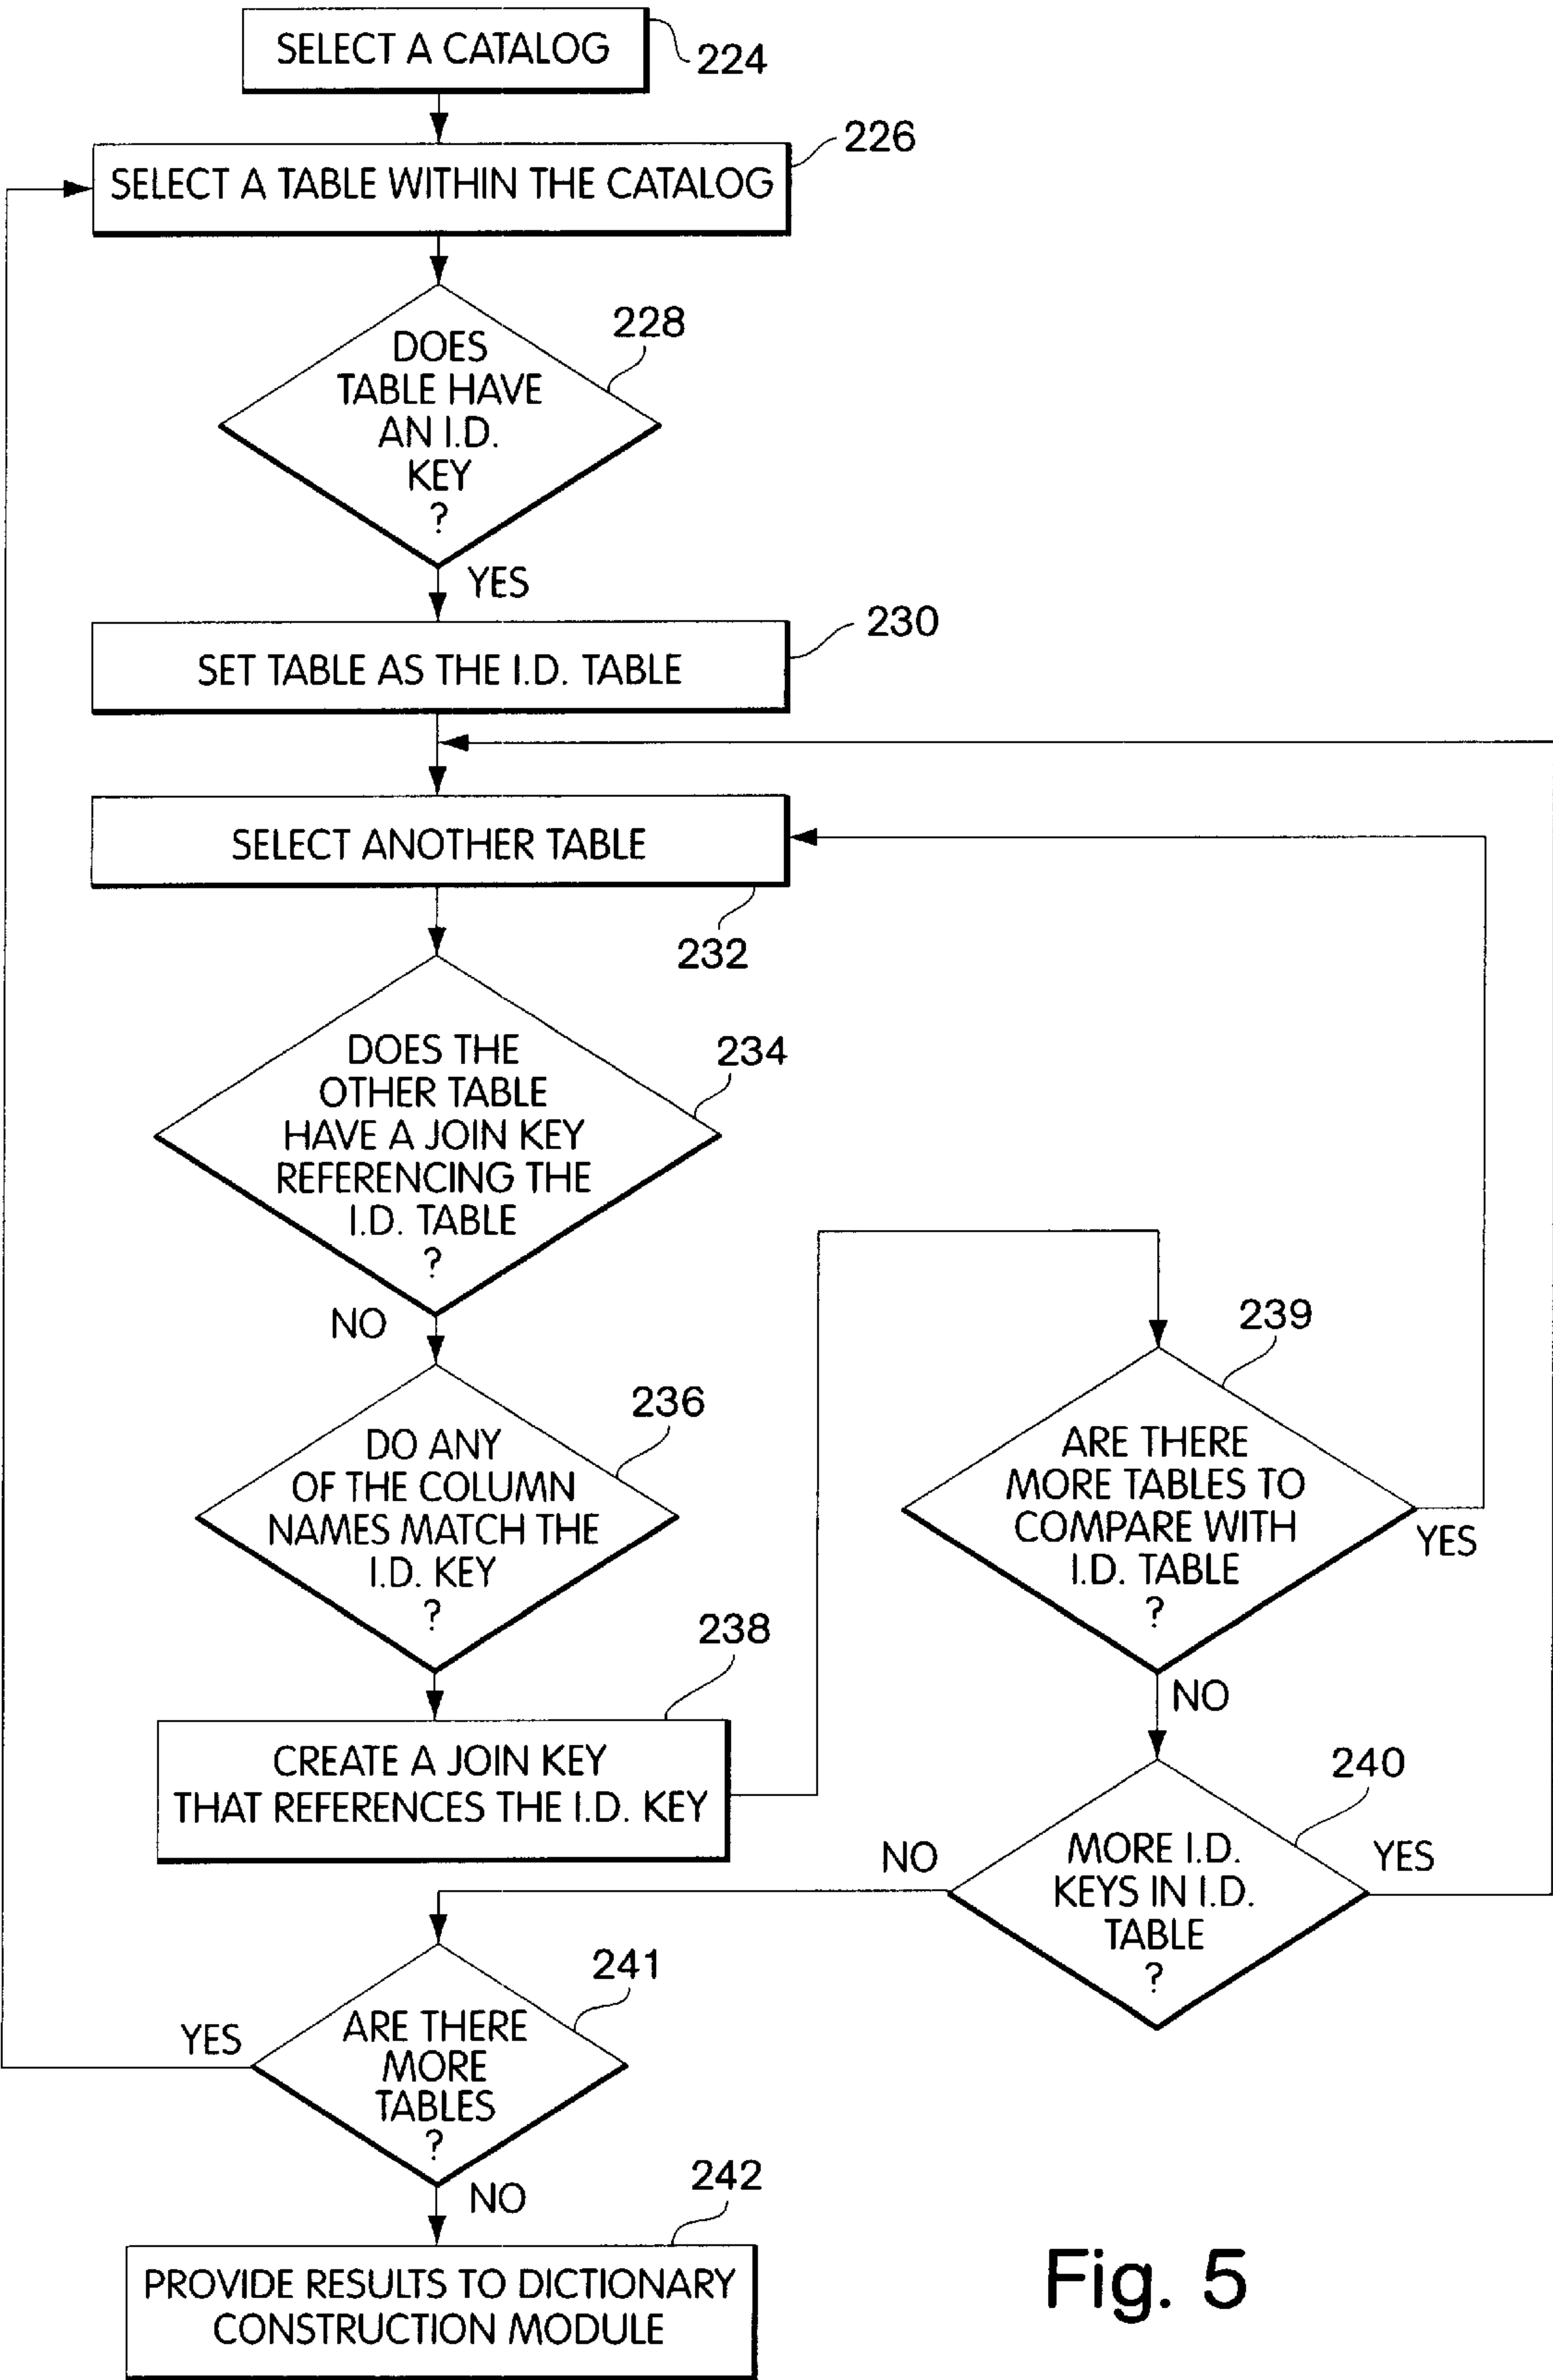 SELECT A CATALOG
224
226
SELECT A TABLE WITHIN THE CATALOG
228
DOES
TABLE HAVE
AN I.D.
KEY
?
YES
230
SET TABLE AS THE I.D. TABLE
SELECT ANOTHER TABLE
232
234
DOES THE
OTHER TABLE
HAVE A JOIN KEY
REFERENCING THE
I.D. TABLE
?
NO
236
DO ANY
OF THE COLUMN
NAMES MATCH THE
I.D. KEY
?
238
CREATE A JOIN KEY
THAT REFERENCES THE I.D. KEY
239
ARE THERE
MORE TABLES TO
COMPARE WITH
I.D. TABLE
?
YES
NO
240
MORE I.D.
KEYS IN I.D.
TABLE
?
YES
NO
241
ARE THERE
MORE
TABLES
?
YES
NO
242
PROVIDE RESULTS TO DICTIONARY
CONSTRUCTION MODULE
Fig. 5